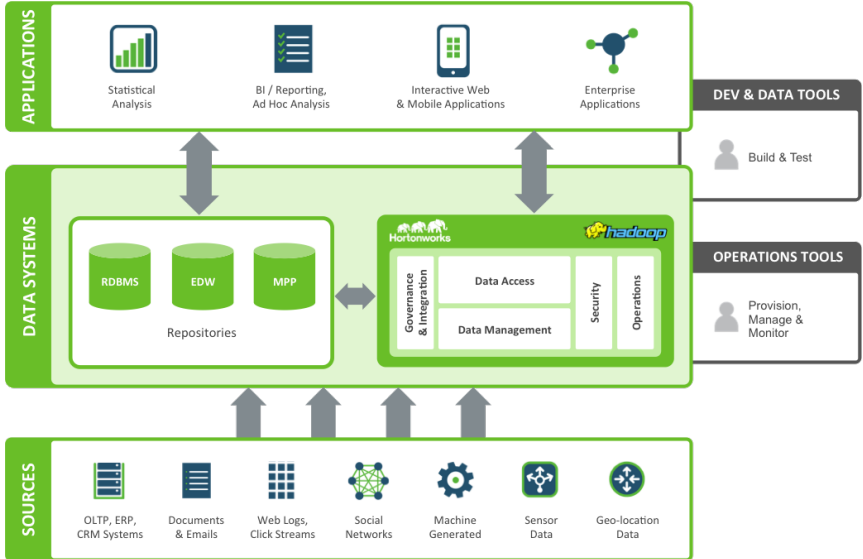 APPLICATIONS
Statistical
Analysis
BI / Reporting,
Ad Hoc Analysis
Interactive Web
& Mobile Applications
Enterprise
Applications
DEV & DATA TOOLS
Build & Test
DATA SYSTEMS
RDBMS
EDW
MPP
Repositories
Hortonworks
hadoop
Governance
& Integration
Data Access
Data Management
Security
Operations
OPERATIONS TOOLS
Provision,
Manage &
Monitor
SOURCES
OLTP, ERP,
CRM Systems
Documents
& Emails
Web Logs,
Click Streams
Social
Networks
Machine
Generated
Sensor
Data
Geo-location
Data